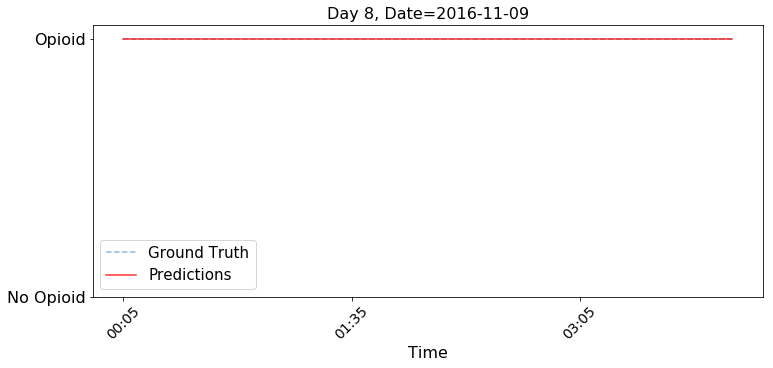 Day 8, Date=2016-11-09
Opioid
Ground Truth
Predictions
No Opioid
00:05
01:35
03:05
Time